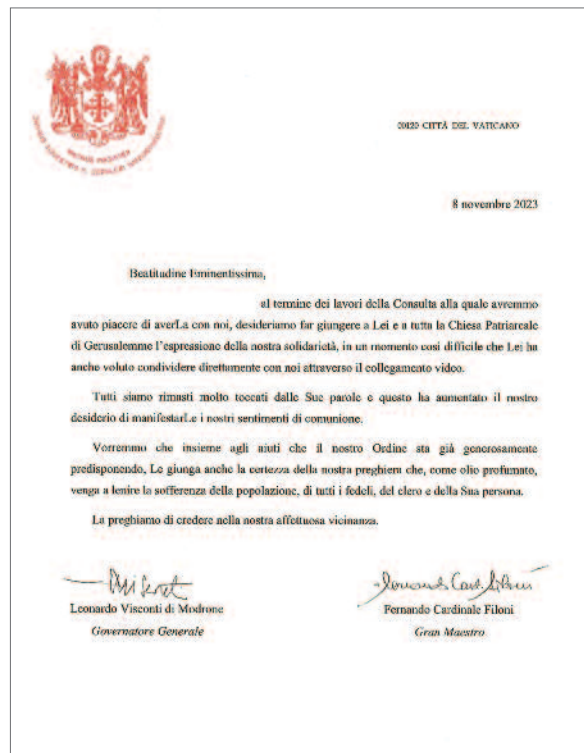 00120 CITTÀ DEL VATICANO
8 novembre 2023
Beatitudine Eminentissima,
al termine dei lavori della Consulta alla quale avremmo
avuto piacere di averLa con noi, desideriamo far giungere a Lei e a tutta la Chiesa Patriarcale
di Gerusalemme l'espressione della nostra solidarietà, in un momento così difficile che Lei ha
anche voluto condividere direttamente con noi attraverso il collegamento video.
Tutti siamo rimasti molto toccati dalle Sue parole e questo ha aumentato il nostro
desiderio di manifestarLe i nostri sentimenti di comunione.
Vorremmo che insieme agli aiuti che il nostro Ordine sta già generosamente
predisponendo, Le giunga anche la certezza della nostra preghiera che, come olio profumato,
venga a lenire la sofferenza della popolazione, di tutti i fedeli, del clero e della Sua persona.
La preghiamo di credere nella nostra affettuosa vicinanza.
Leonardo Visconti di Modrone
Governatore Generale
Fernando Card. Filoni
Fernando Cardinale Filoni
Gran Maestro